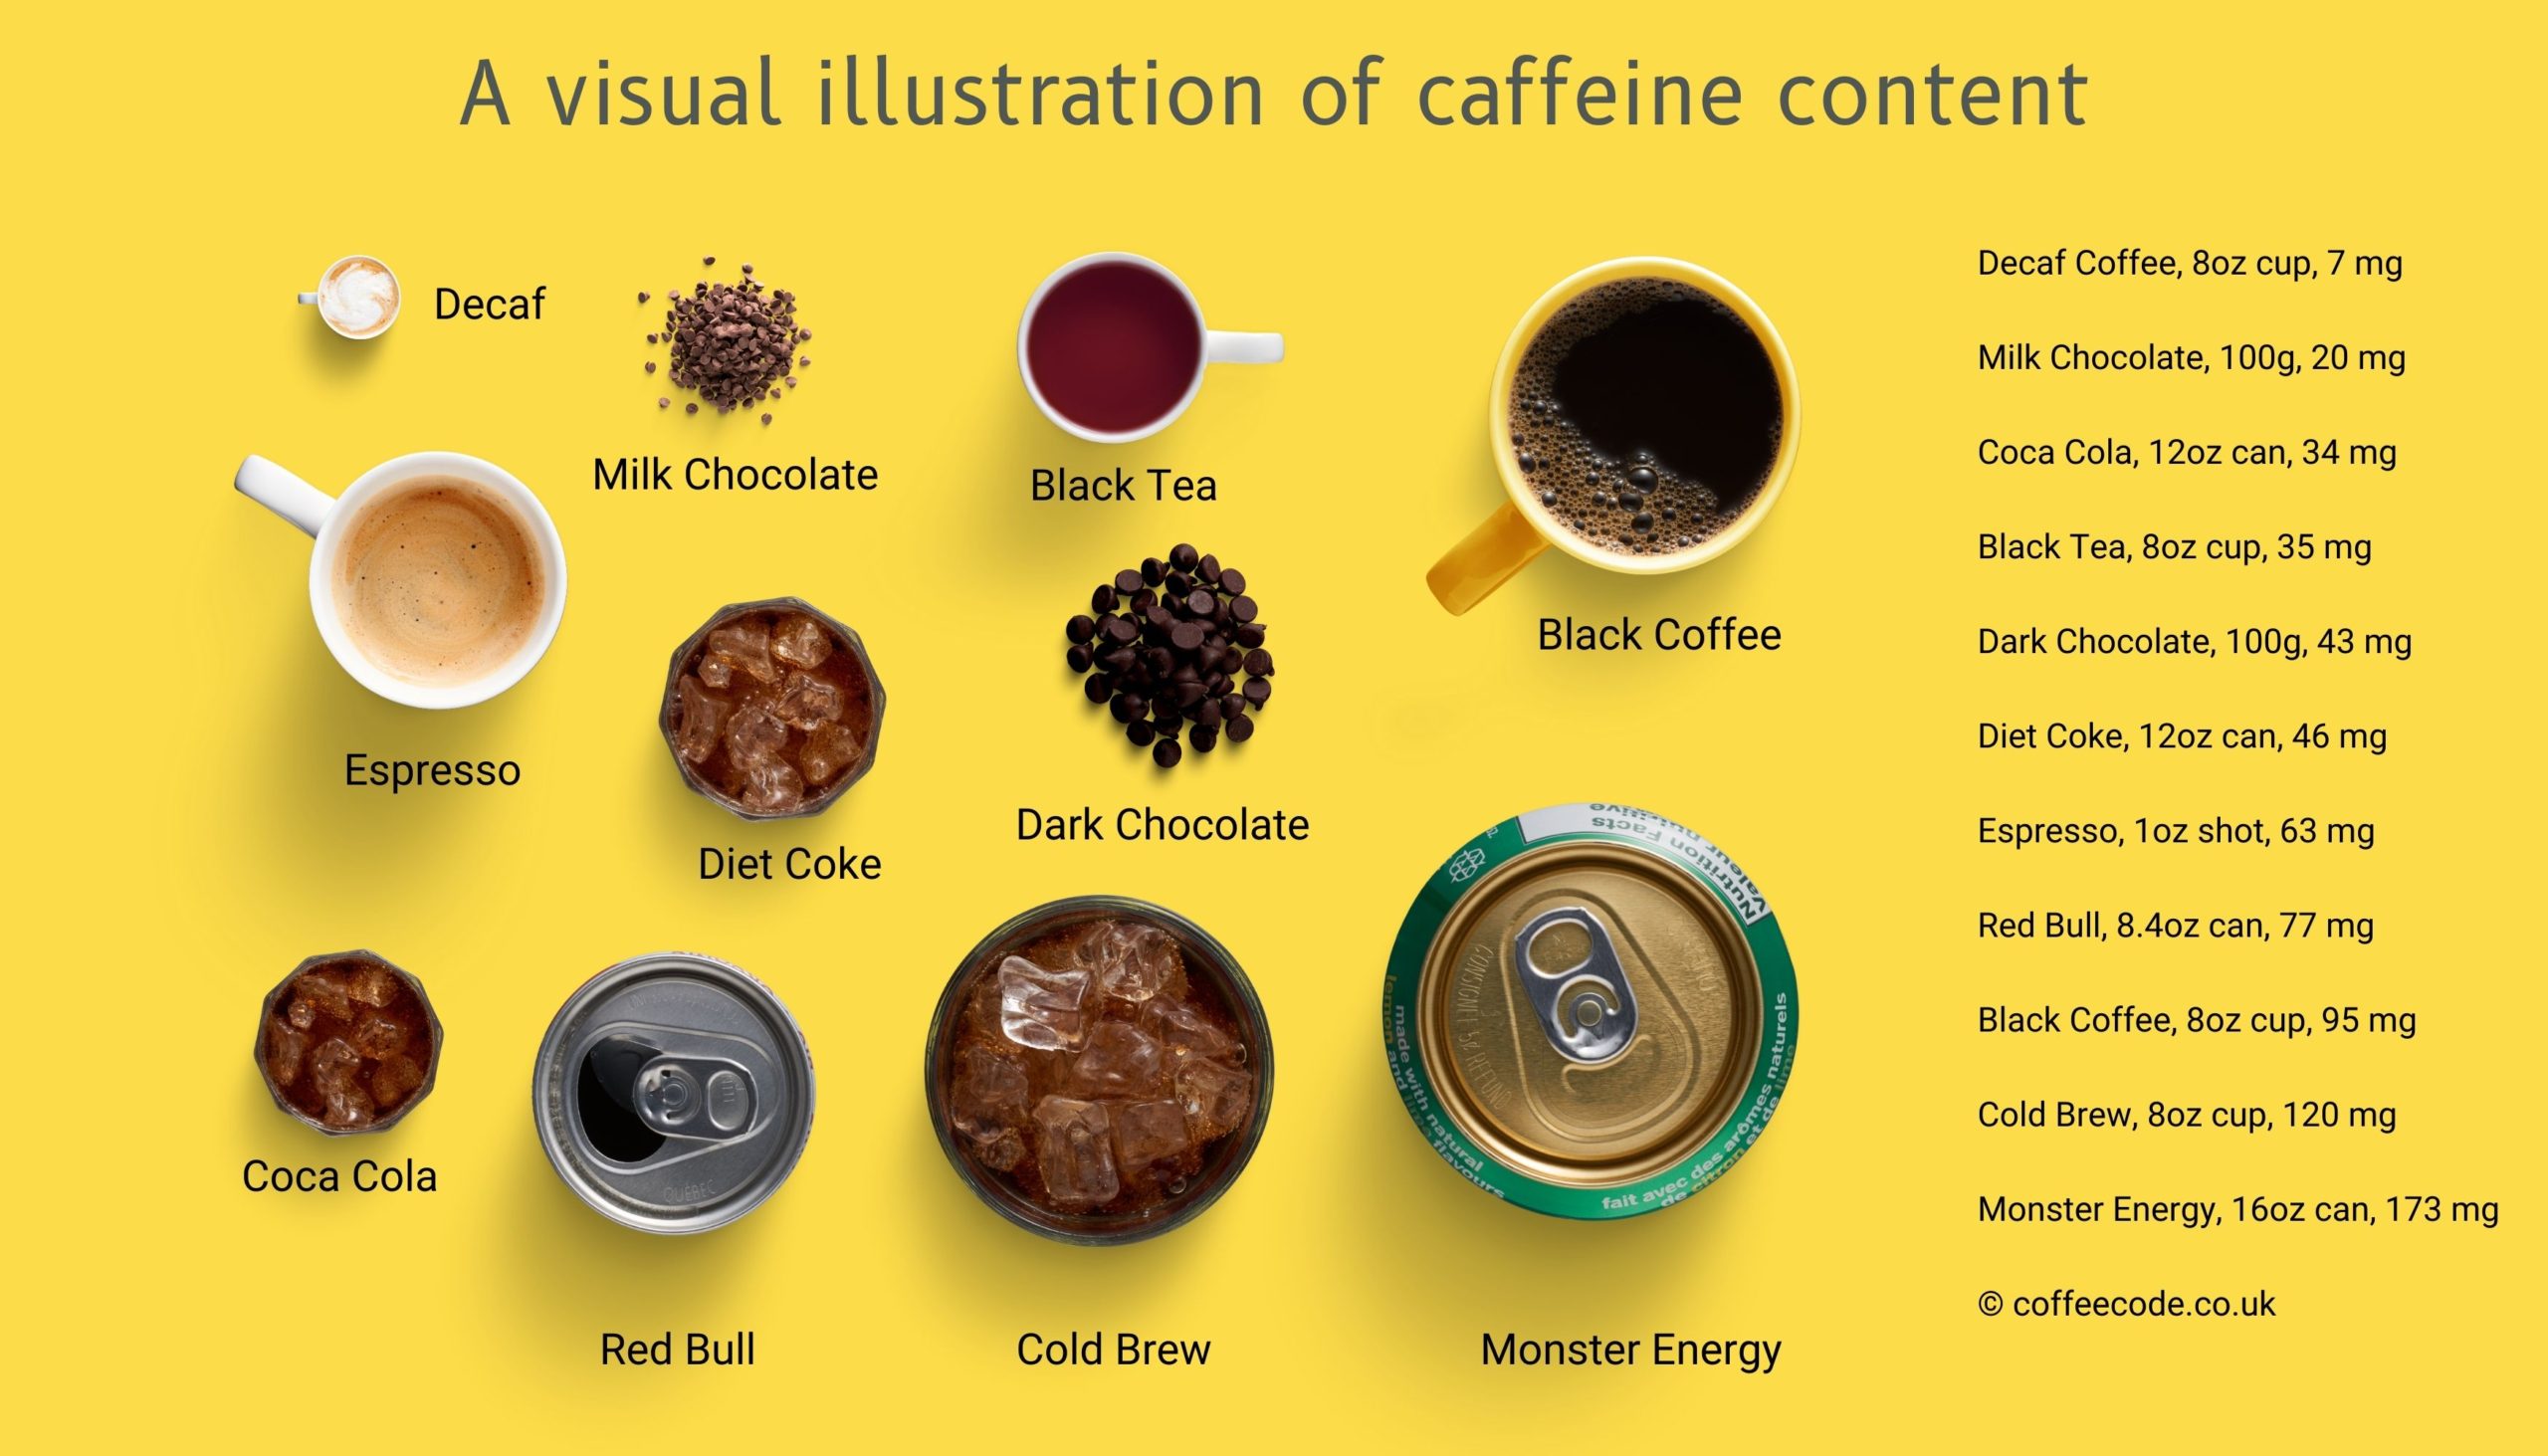 A visual illustration of caffeine content
Decaf
Milk Chocolate
Black Tea
Black Coffee
Espresso
Diet Coke
Dark Chocolate
Coca Cola
Red Bull
Cold Brew
Monster Energy
Nutrition Facts
Valeur nutritive
made with natural
lemon and lime flavours
fait avec des arômes naturels
de citron et de lime
QUÉBEC
Decaf Coffee, 8oz cup, 7 mg
Milk Chocolate, 100g, 20 mg
Coca Cola, 12oz can, 34 mg
Black Tea, 8oz cup, 35 mg
Dark Chocolate, 100g, 43 mg
Diet Coke, 12oz can, 46 mg
Espresso, 1oz shot, 63 mg
Red Bull, 8.4oz can, 77 mg
Black Coffee, 8oz cup, 95 mg
Cold Brew, 8oz cup, 120 mg
Monster Energy, 16oz can, 173 mg
© coffeecode.co.uk